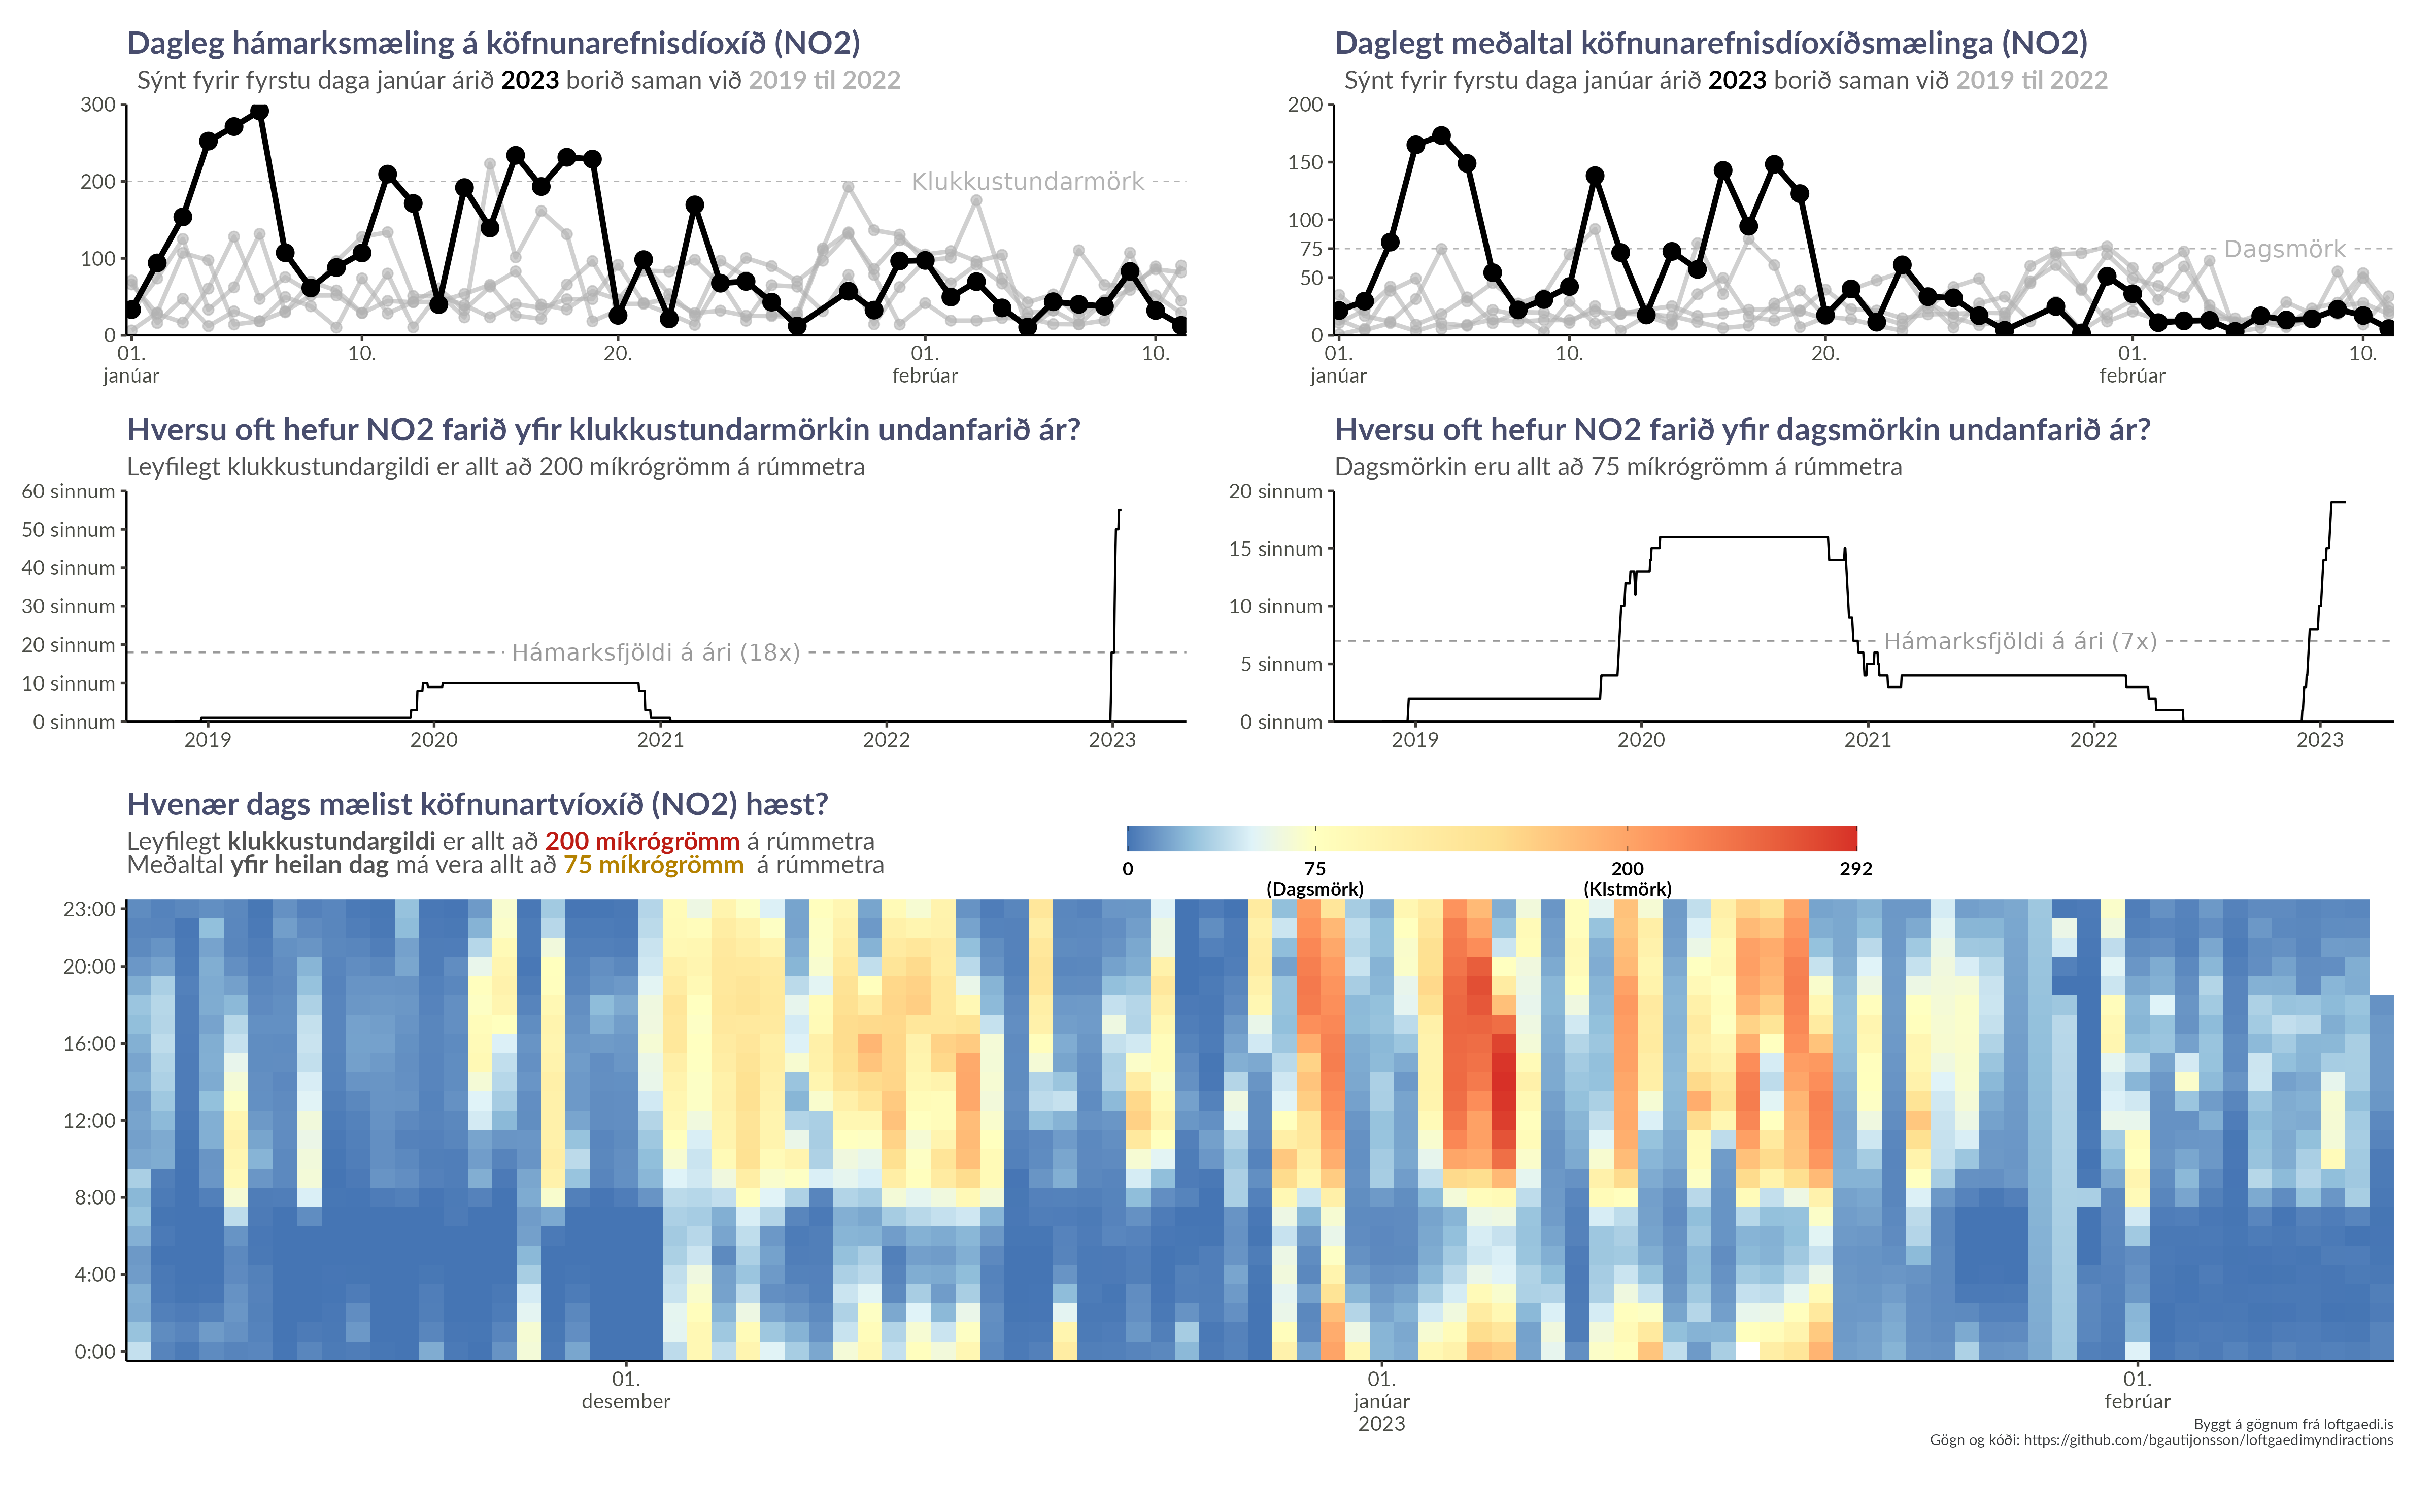 Dagleg hámarksmæling á köfnunarefnisdíoxíð (NO2)
Sýnt fyrir fyrstu daga janúar árið 2023 borið saman við 2019 til 2022
300
200
100
0
Klukkustundarmörk
01. 10. 20. 01. 10.
janúar febrúar
Daglegt meðaltal köfnunarefnisdíoxíðsmælinga (NO2)
Sýnt fyrir fyrstu daga janúar árið 2023 borið saman við 2019 til 2022
200
150
100
75
50
0
Dagsmörk
01. 10. 20. 01. 10.
janúar febrúar
Hversu oft hefur NO2 farið yfir klukkustundarmörkin undanfarið ár?
Leyfilegt klukkustundargildi er allt að 200 míkrógrömm á rúmmetra
60 sinnum
50 sinnum
40 sinnum
30 sinnum
20 sinnum
10 sinnum
0 sinnum
Hámarksfjöldi á ári (18x)
2019 2020 2021 2022 2023
Hversu oft hefur NO2 farið yfir dagsmörkin undanfarið ár?
Dagsmörkin eru allt að 75 míkrógrömm á rúmmetra
20 sinnum
15 sinnum
10 sinnum
5 sinnum
0 sinnum
Hámarksfjöldi á ári (7x)
2019 2020 2021 2022 2023
Hvenær dags mælist köfnunartvíoxíð (NO2) hæst?
Leyfilegt klukkustundargildi er allt að 200 míkrógrömm á rúmmetra
Meðaltal yfir heilan dag má vera allt að 75 míkrógrömm á rúmmetra
0 75 200 292
(Dagsmörk) (Klstmörk)
23:00
20:00
16:00
12:00
8:00
4:00
0:00
01. 01. 01.
desember janúar febrúar
2023
Byggt á gögnum frá loftgaedi.is
Gögn og kóði: https://github.com/bgautijonsson/loftgaedimyndiractions